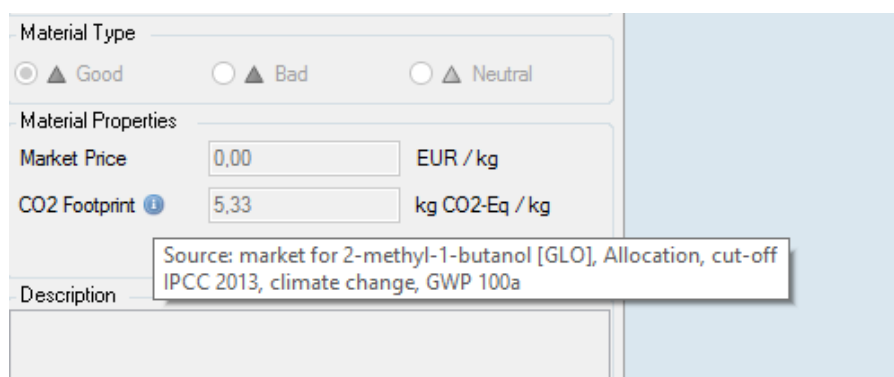 Material Type
Good Bad Neutral
Material Properties
Market Price 0,00 EUR / kg
CO2 Footprint 5,33 kg CO2-Eq / kg
Source: market for 2-methyl-1-butanol [GLO], Allocation, cut-off
IPCC 2013, climate change, GWP 100a
Description